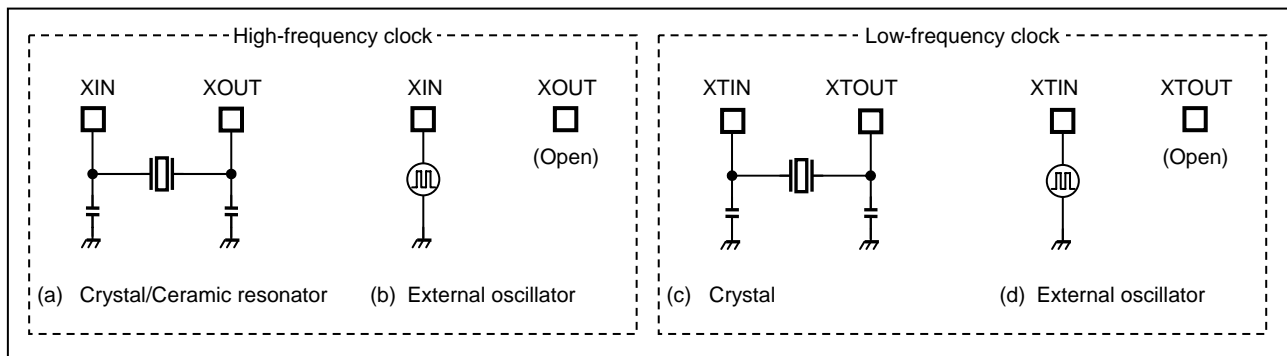 High-frequency clock
Low-frequency clock
XIN XOUT XIN XOUT
XTIN XTOUT XTIN XTOUT
(Open)
(Open)
(a) Crystal/Ceramic resonator
(b) External oscillator
(c) Crystal
(d) External oscillator